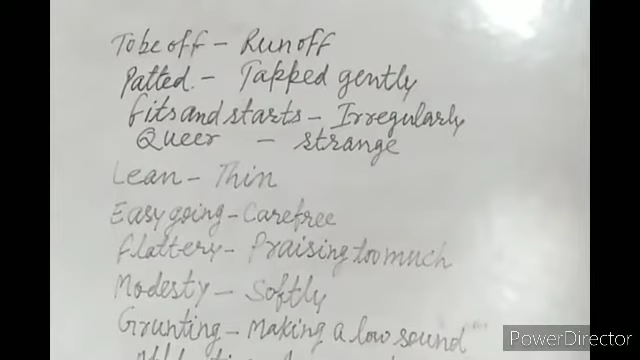 To be off - Run off
Patted. - Tapped gently
fits and starts - Irregularly
Queer - strange
Lean - Thin
Easy going - Carefree
flattery - Praising too much
Modesty - Softly
Grunting - Making a low sound
PowerDirector